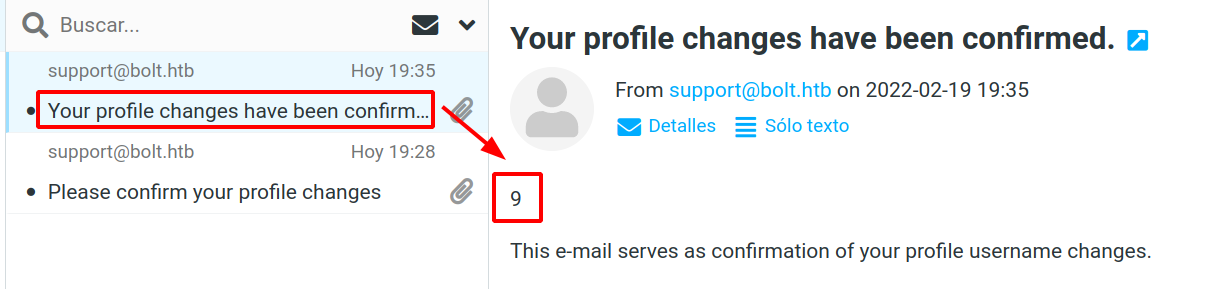 Buscar...
support@bolt.htb Hoy 19:35
Your profile changes have been confirm...
support@bolt.htb Hoy 19:28
Please confirm your profile changes
Your profile changes have been confirmed.
From support@bolt.htb on 2022-02-19 19:35
Detalles Sólo texto
9
This e-mail serves as confirmation of your profile username changes.